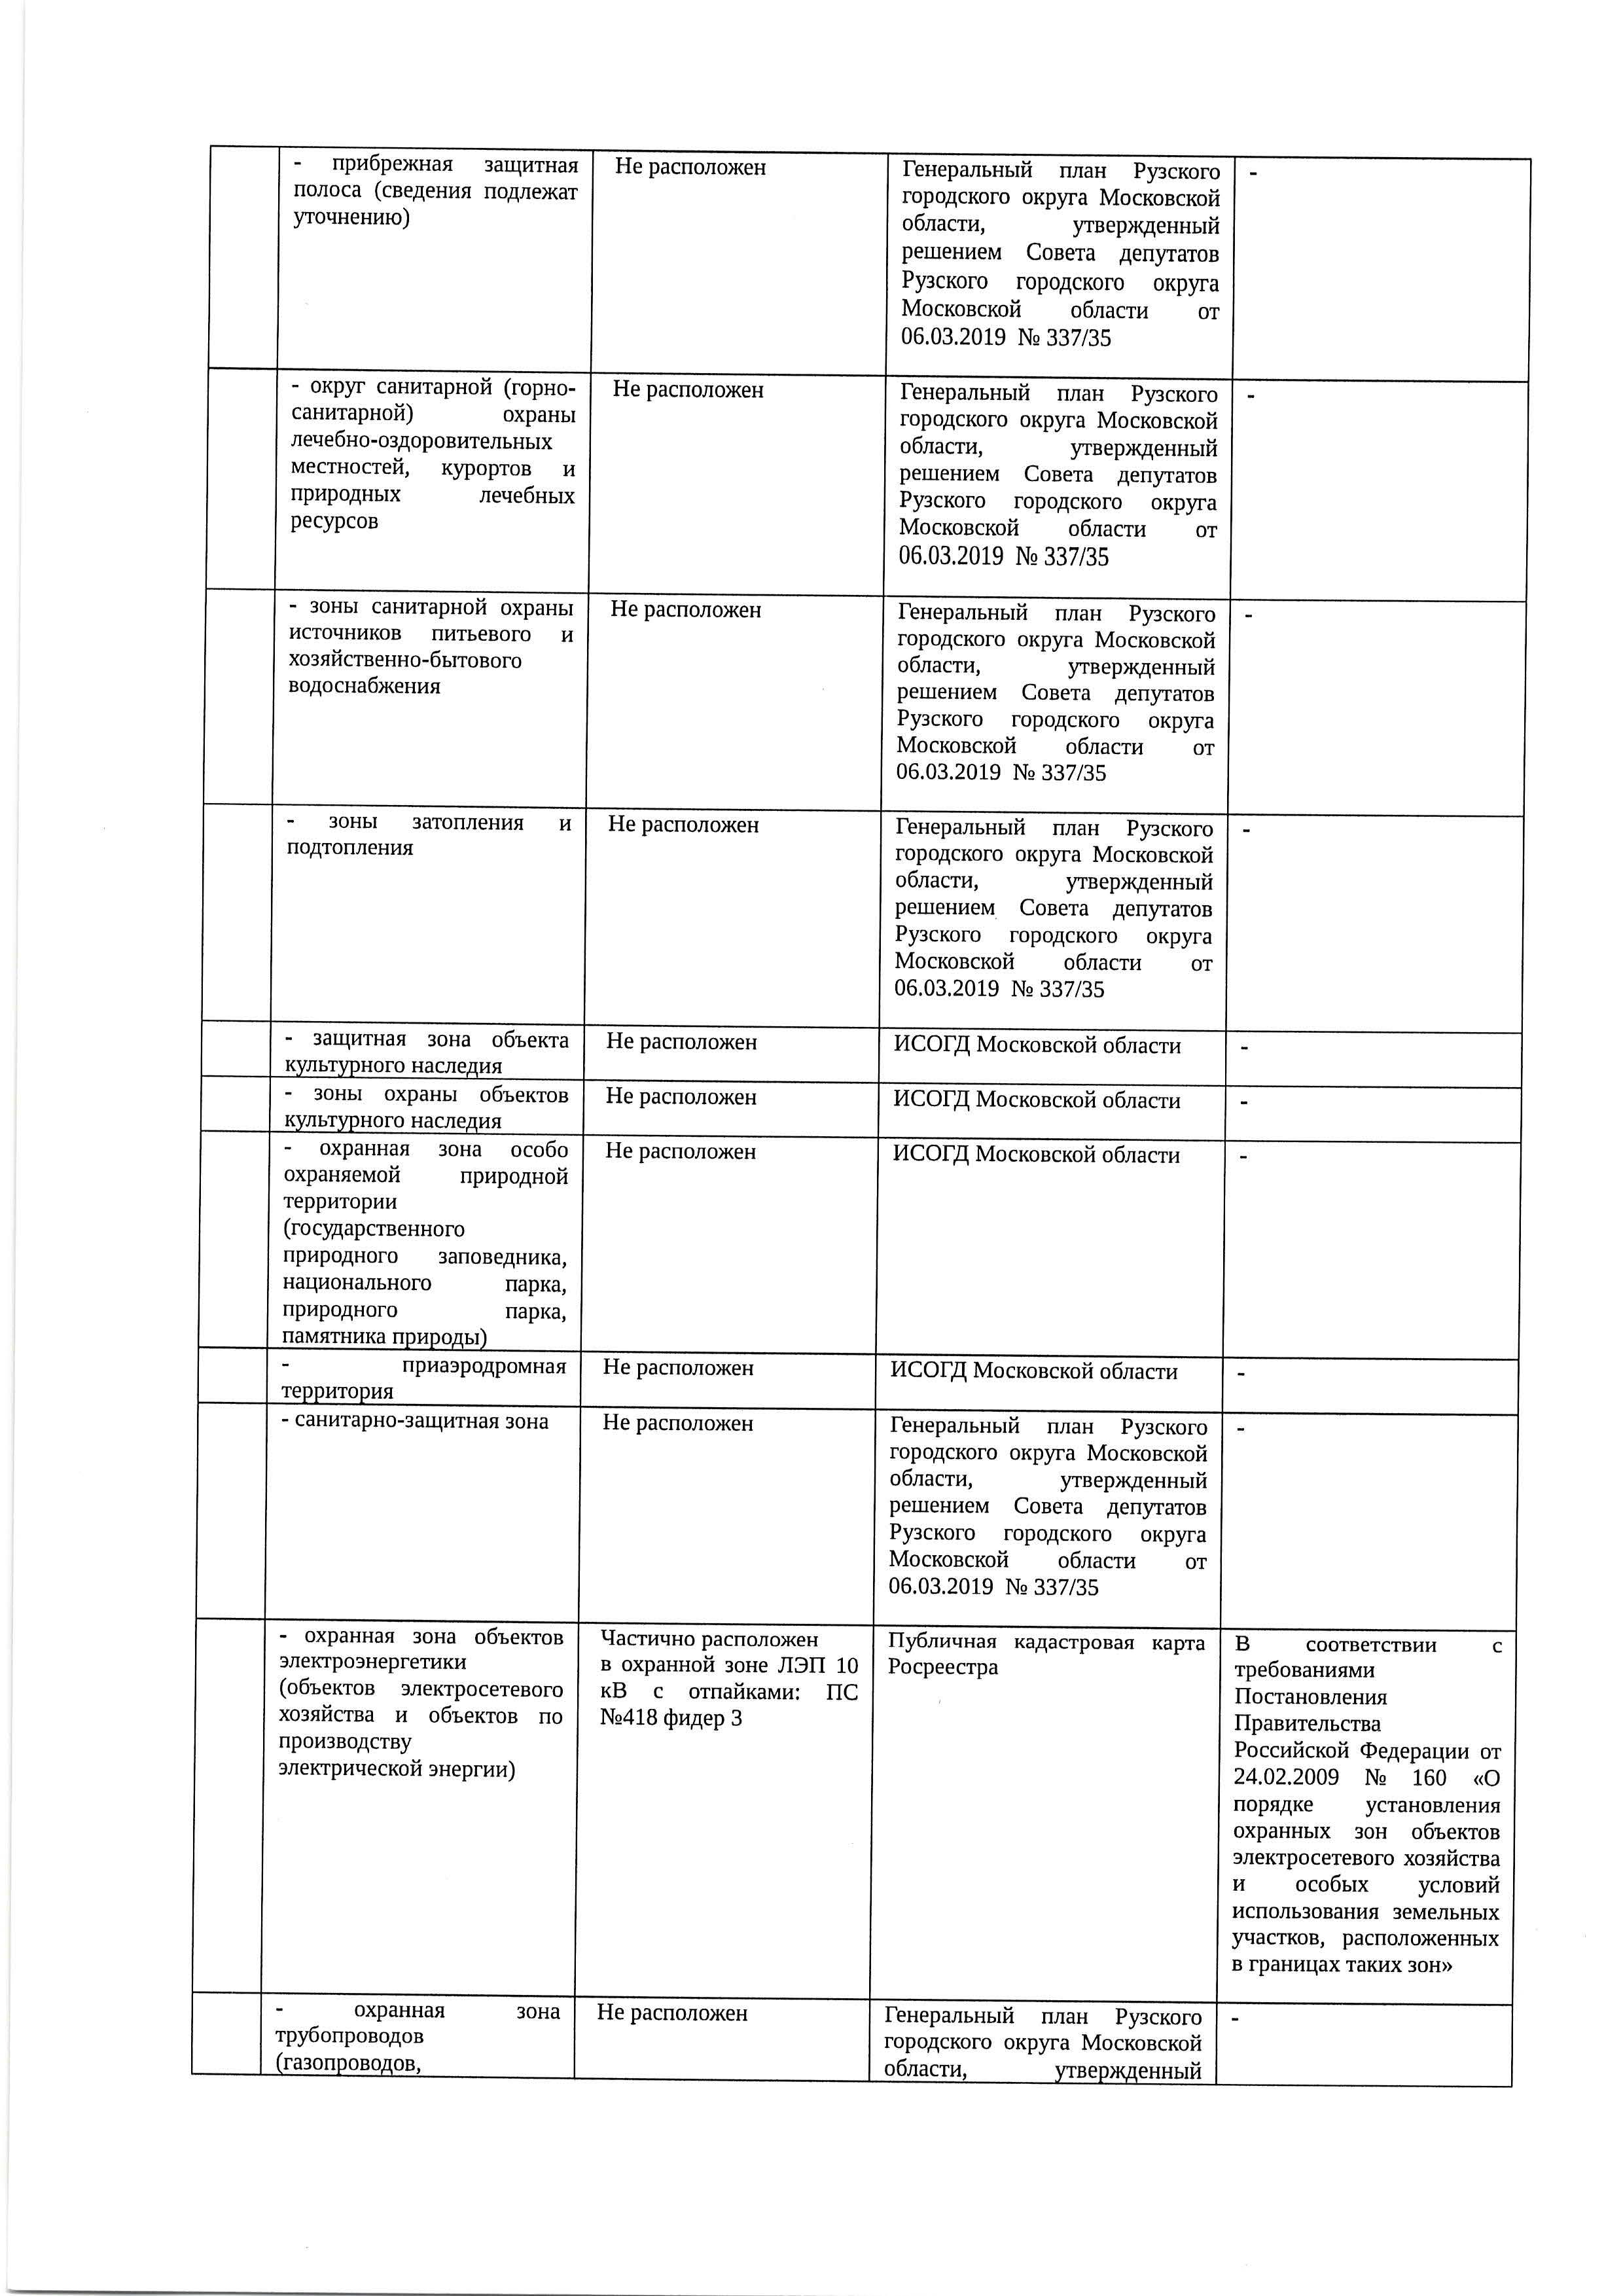 - прибрежная защитная
полоса (сведения подлежат
уточнению)
Не расположен
Генеральный план Рузского
городского округа Московской
области, утвержденный
решением Совета депутатов
Рузского городского округа
Московской области от
06.03.2019 № 337/35
-
- округ санитарной (горно-
санитарной) охраны
лечебно-оздоровительных
местностей, курортов и
природных лечебных
ресурсов
Не расположен
Генеральный план Рузского
городского округа Московской
области, утвержденный
решением Совета депутатов
Рузского городского округа
Московской области от
06.03.2019 № 337/35
-
- зоны санитарной охраны
источников питьевого и
хозяйственно-бытового
водоснабжения
Не расположен
Генеральный план Рузского
городского округа Московской
области, утвержденный
решением Совета депутатов
Рузского городского округа
Московской области от
06.03.2019 № 337/35
-
- зоны затопления и
подтопления
Не расположен
Генеральный план Рузского
городского округа Московской
области, утвержденный
решением Совета депутатов
Рузского городского округа
Московской области от
06.03.2019 № 337/35
-
- защитная зона объекта
культурного наследия
Не расположен
ИСОГД Московской области
-
- зоны охраны объектов
культурного наследия
Не расположен
ИСОГД Московской области
-
- охранная зона особо
охраняемой природной
территории
(государственного
природного заповедника,
национального парка,
природного парка,
памятника природы)
Не расположен
ИСОГД Московской области
-
- приаэродромная
территория
Не расположен
ИСОГД Московской области
-
- санитарно-защитная зона
Не расположен
Генеральный план Рузского
городского округа Московской
области, утвержденный
решением Совета депутатов
Рузского городского округа
Московской области от
06.03.2019 № 337/35
-
- охранная зона объектов
электроэнергетики
(объектов электросетевого
хозяйства и объектов по
производству
электрической энергии)
Частично расположен
в охранной зоне ЛЭП 10
кВ с отпайками: ПС
№418 фидер 3
Публичная кадастровая карта
Росреестра
В соответствии с
требованиями
Постановления
Правительства
Российской Федерации от
24.02.2009 № 160 «О
порядке установления
охранных зон объектов
электросетевого хозяйства
и особых условий
использования земельных
участков, расположенных
в границах таких зон»
- охранная зона
трубопроводов
(газопроводов,
Не расположен
Генеральный план Рузского
городского округа Московской
области, утвержденный
-